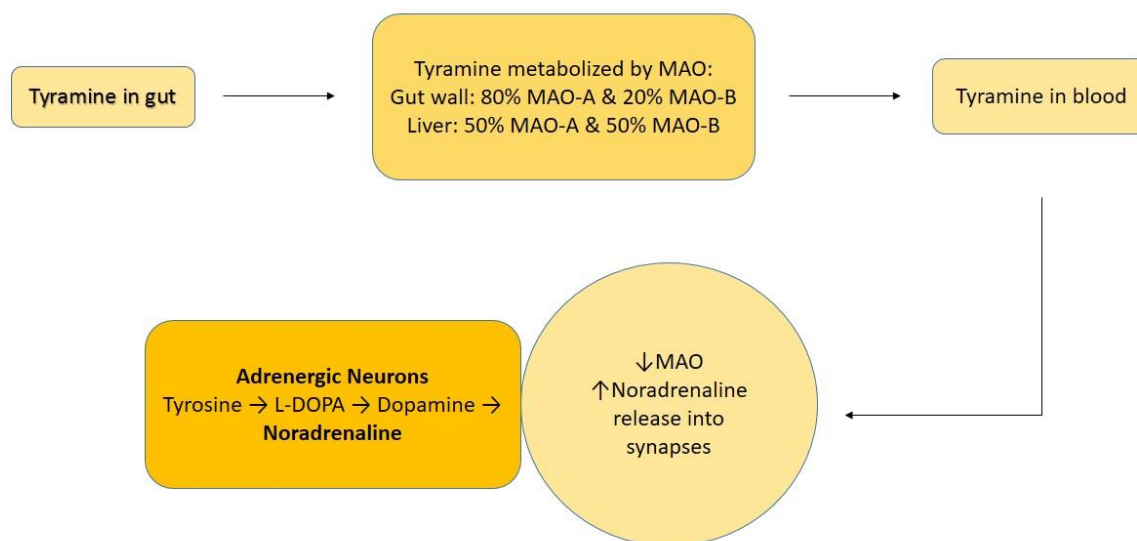 Tyramine in gut
Tyramine metabolized by MAO:
Gut wall: 80% MAO-A & 20% MAO-B
Liver: 50% MAO-A & 50% MAO-B
Tyramine in blood
Adrenergic Neurons
Tyrosine → L-DOPA → Dopamine →
Noradrenaline
↓MAO
↑Noradrenaline
release into
synapses